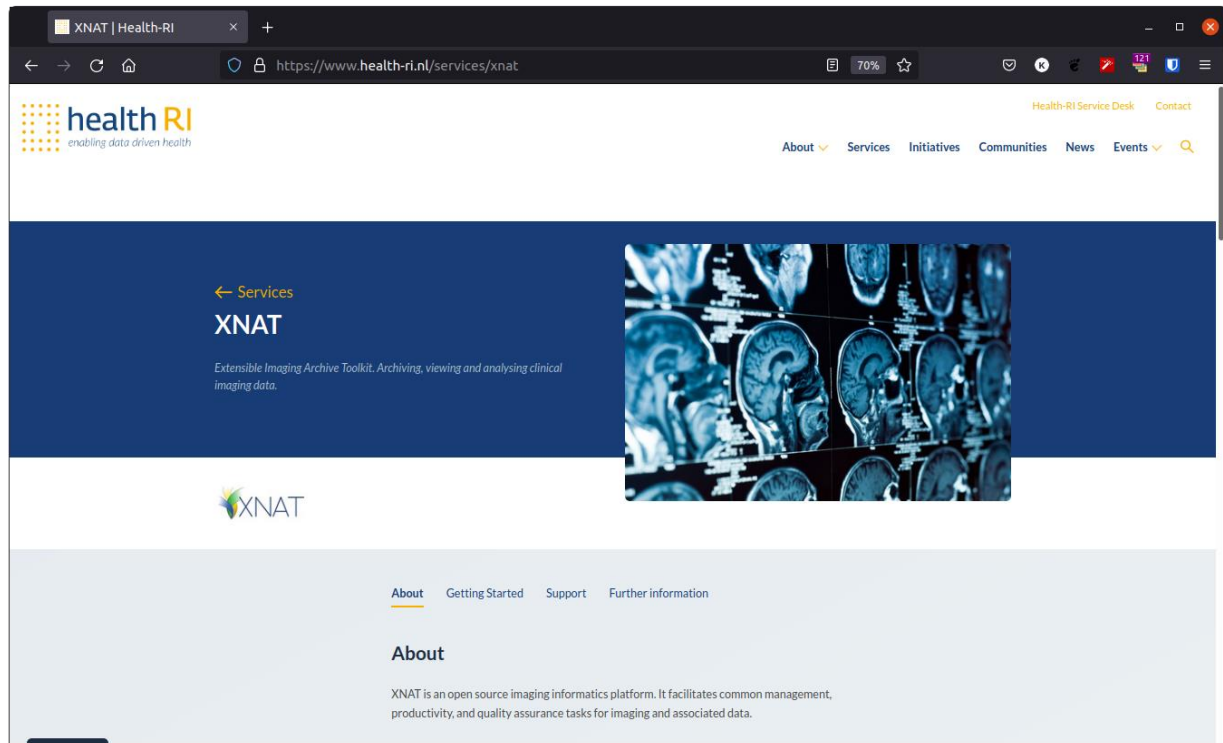 XNAT | Health-RI
https://www.health-ri.nl/services/xnat
70%
121
health RI
enabling data driven health
Health-RI Service Desk Contact
About Services Initiatives Communities News Events
← Services
XNAT
Extensible Imaging Archive Toolkit. Archiving, viewing and analysing clinical
imaging data.
XNAT
About Getting Started Support Further information
About
XNAT is an open source imaging informatics platform. It facilitates common management,
productivity, and quality assurance tasks for imaging and associated data.